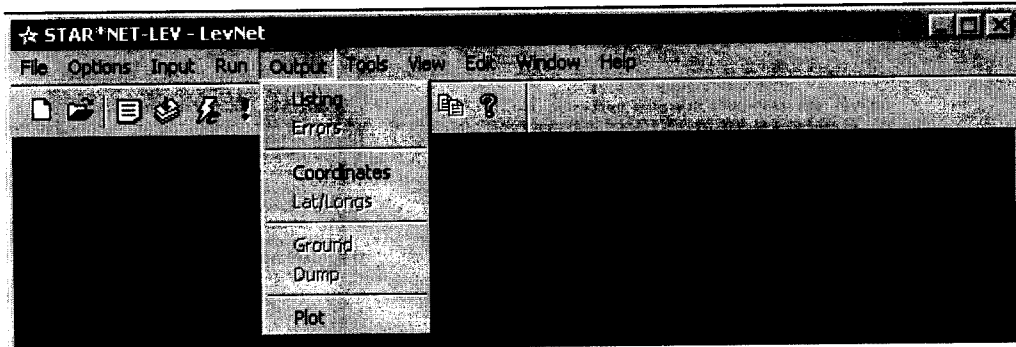 STAR*NET-LEV - LevNet
File Options Input Run Output Tools View Edit Window Help
Listing
Errors
Coordinates
Lat/Longs
Ground
Dump
Plot